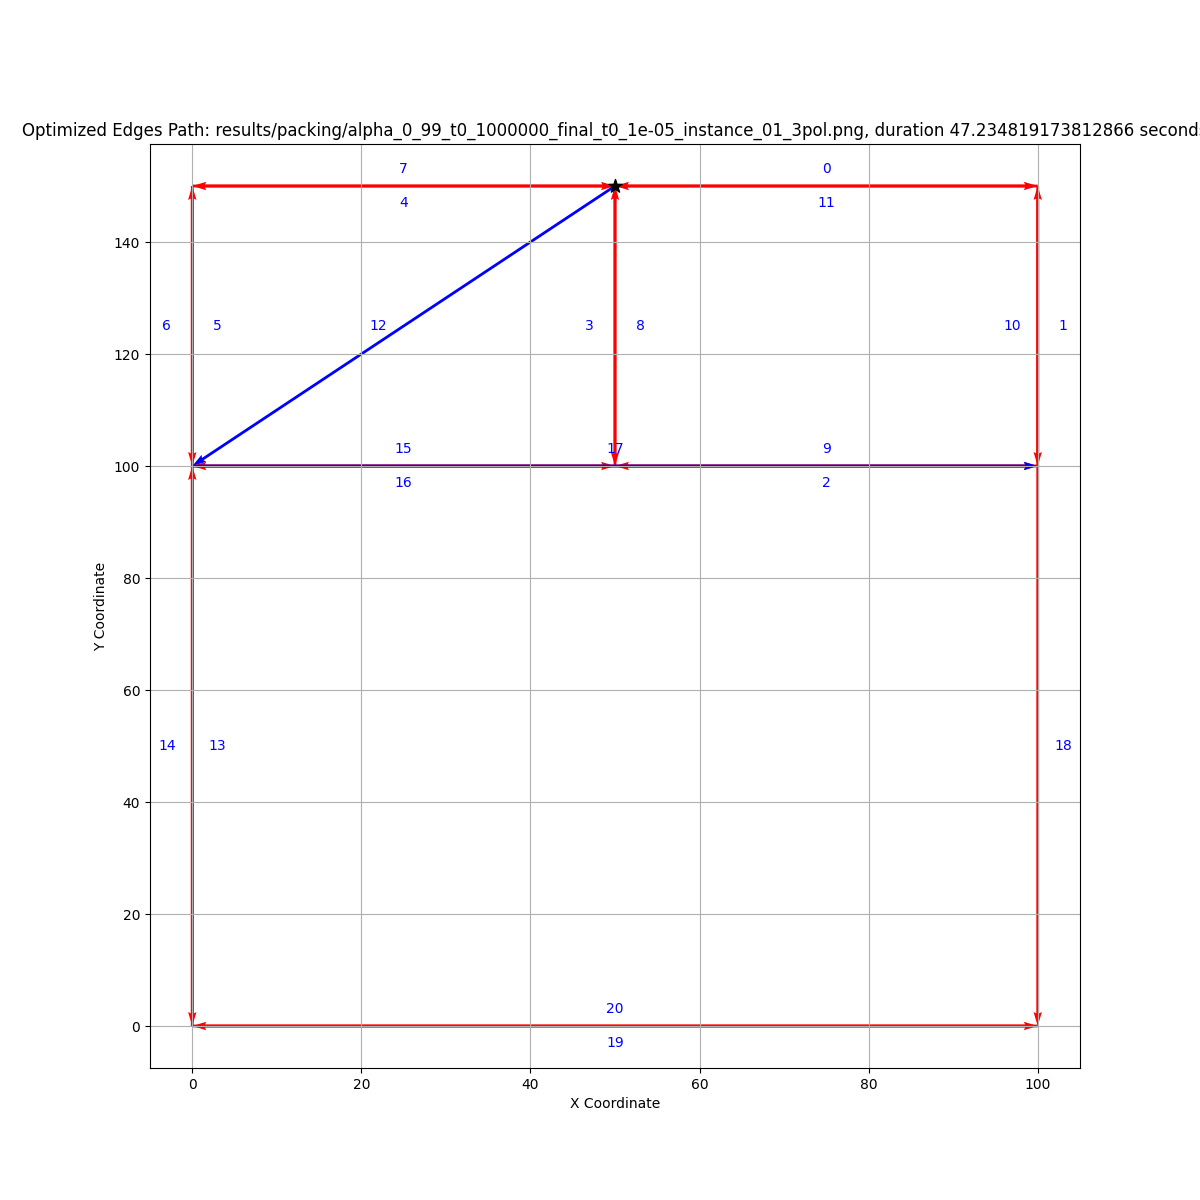 Optimized Edges Path: results/packing/alpha_0_99_t0_1000000_final_t0_1e-05_instance_01_3pol.png, duration 47.234819173812866 seconds
7 0
4 11
140
6 5 12 3 8 10 1
120
15 17 9
100
16 2
80
Y Coordinate
60
14 13 18
40
20
20
0
19
0 20 40 60 80 100
X Coordinate